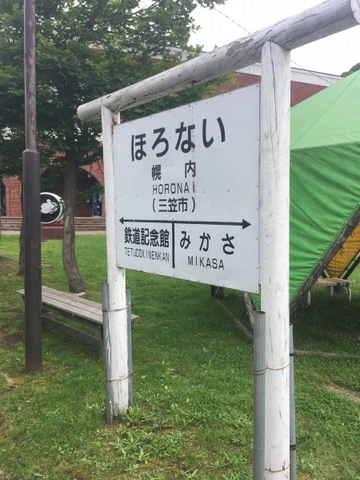 ほろない
幌内
HORONAI
(三笠市)
鉄道記念館 みかさ
TETUDOKINENKAN MIKASA